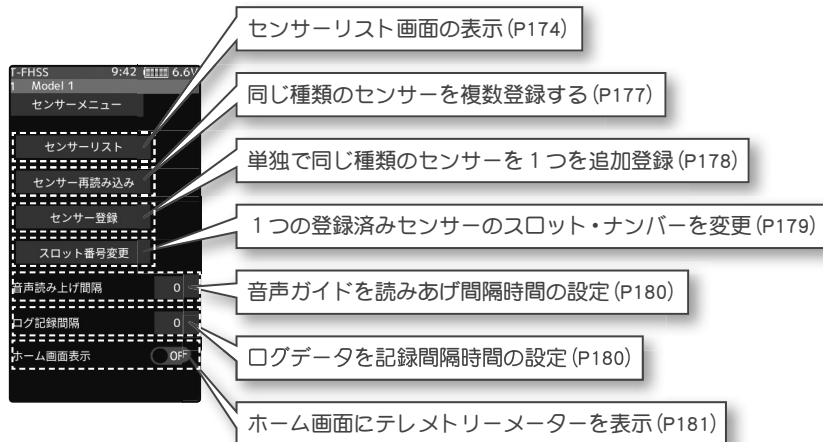 センサーリスト画面の表示(P174)
T-FHSS 9:42 6.6V
1 Model 1
センサーメニュー
センサーリスト
センサー再読み込み
センサー登録
スロット番号変更
音声読み上げ間隔 0
ログ記録間隔 0
ホーム画面表示 OFF
同じ種類のセンサーを複数登録する(P177)
単独で同じ種類のセンサーを１つを追加登録(P178)
１つの登録済みセンサーのスロット・ナンバーを変更(P179)
音声ガイドを読みあげ間隔時間の設定(P180)
ログデータを記録間隔時間の設定(P180)
ホーム画面にテレメトリーメーターを表示(P181)